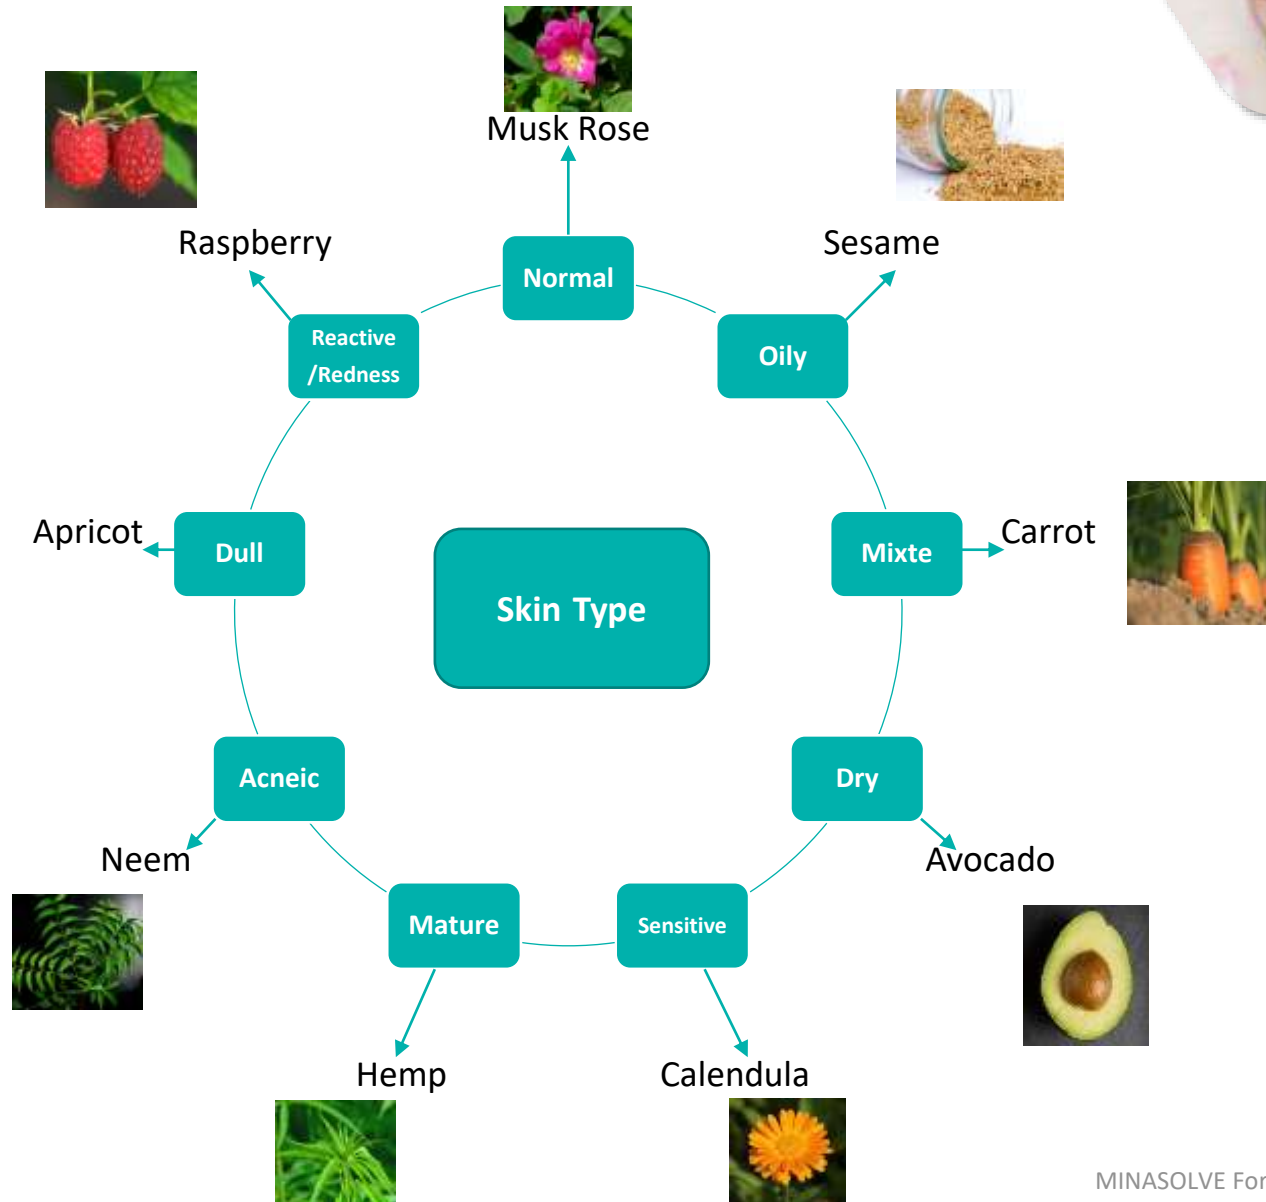 Musk Rose
Raspberry
Sesame
Normal
Reactive
/Redness
Oily
Apricot
Dull
Mixte
Carrot
Skin Type
Acneic
Dry
Neem
Avocado
Mature
Sensitive
Hemp
Calendula
MINASOLVE For